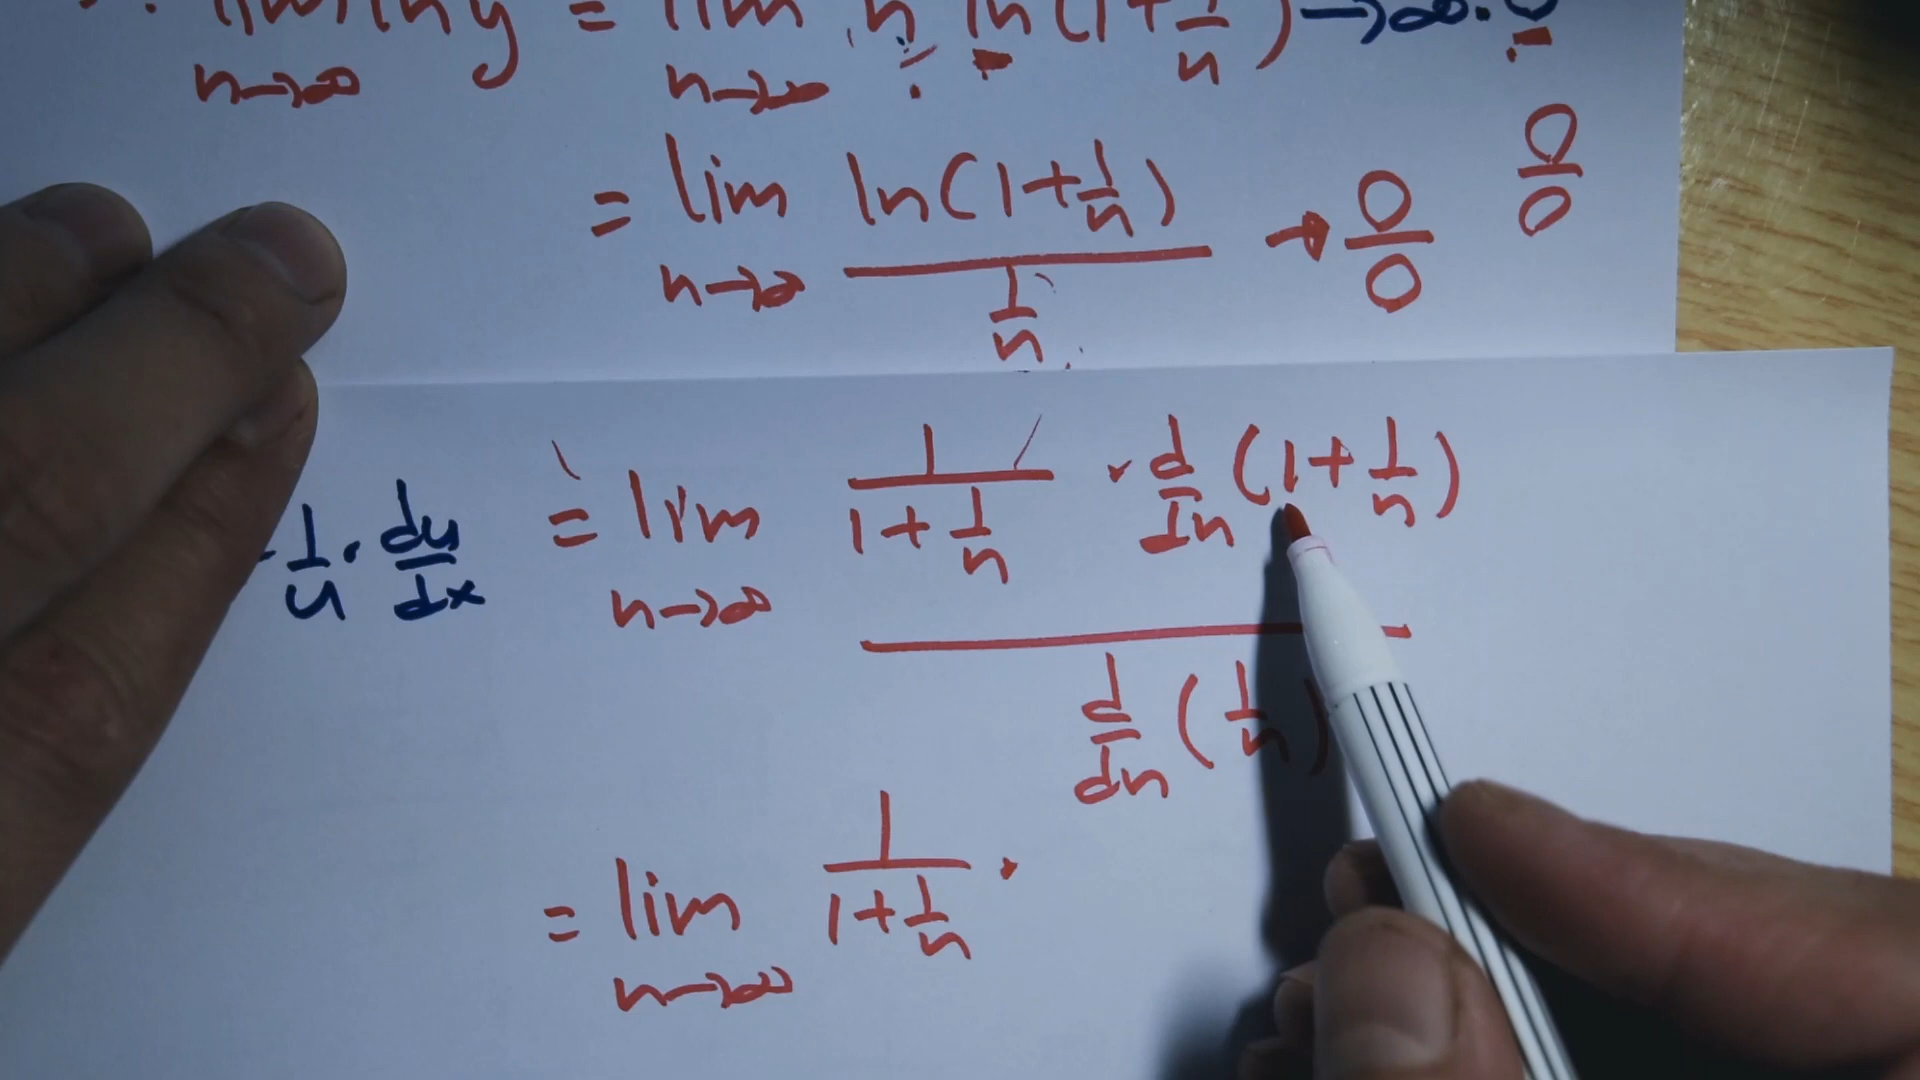 lim ln y = lim n ln(1+1/n) → ∞·0
n→∞ n→∞
= lim ln(1+1/n) / (1/n) → 0/0
n→∞
0/0
1/u · du/dx
= lim (1/(1+1/n) · d/dn (1+1/n)) / (d/dn (1/n))
n→∞
= lim 1/(1+1/n) ·
n→∞